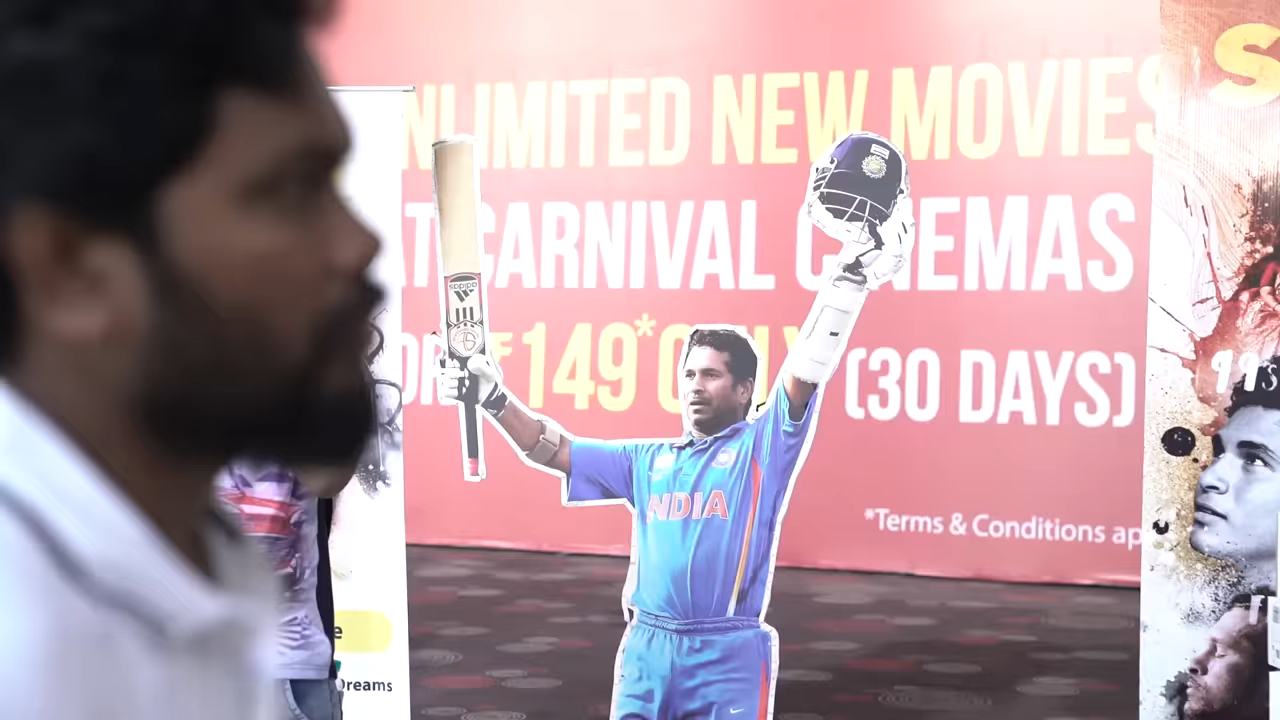 NLIMITED NEW MOVIES
AT CARNIVAL CINEMAS
₹149* ONLY (30 DAYS)
*Terms & Conditions ap
adidas
INDIA
S
e
Dreams